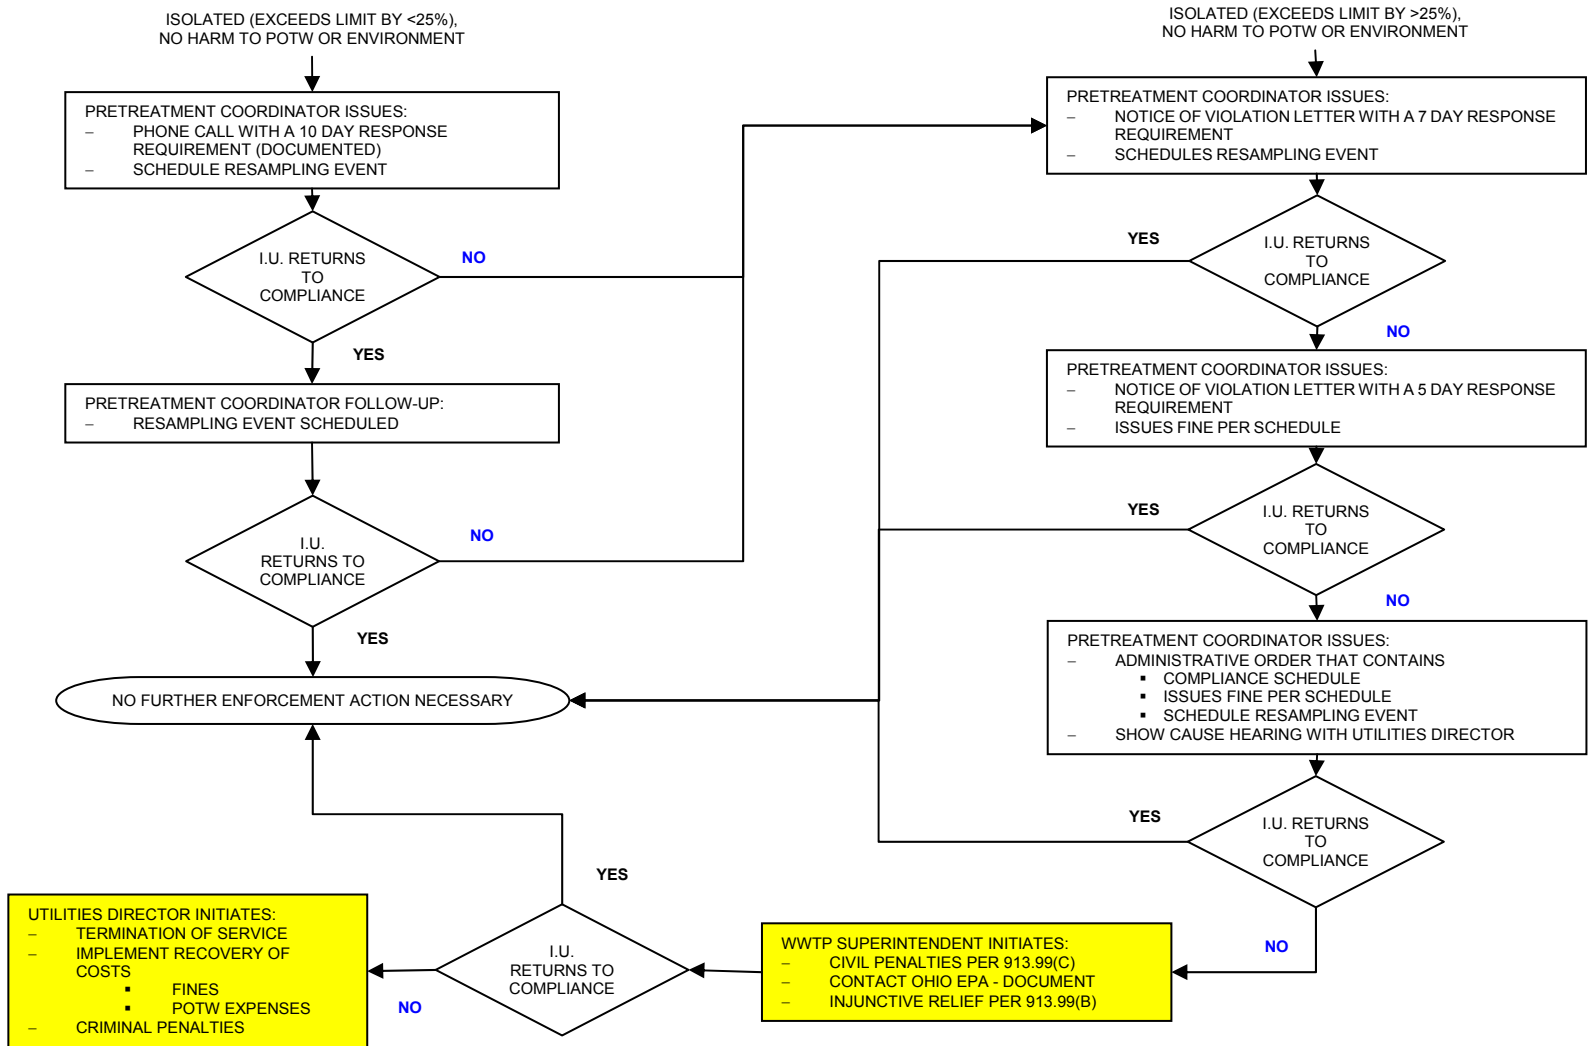 ISOLATED (EXCEEDS LIMIT BY <25%),
NO HARM TO POTW OR ENVIRONMENT
PRETREATMENT COORDINATOR ISSUES:
– PHONE CALL WITH A 10 DAY RESPONSE
REQUIREMENT (DOCUMENTED)
– SCHEDULE RESAMPLING EVENT
I.U. RETURNS
TO
COMPLIANCE
NO
YES
PRETREATMENT COORDINATOR FOLLOW-UP:
– RESAMPLING EVENT SCHEDULED
I.U.
RETURNS TO
COMPLIANCE
NO
YES
NO FURTHER ENFORCEMENT ACTION NECESSARY
ISOLATED (EXCEEDS LIMIT BY >25%),
NO HARM TO POTW OR ENVIRONMENT
PRETREATMENT COORDINATOR ISSUES:
– NOTICE OF VIOLATION LETTER WITH A 7 DAY RESPONSE
REQUIREMENT
– SCHEDULES RESAMPLING EVENT
YES
I.U. RETURNS
TO
COMPLIANCE
NO
PRETREATMENT COORDINATOR ISSUES:
– NOTICE OF VIOLATION LETTER WITH A 5 DAY RESPONSE
REQUIREMENT
– ISSUES FINE PER SCHEDULE
YES
I.U. RETURNS
TO
COMPLIANCE
NO
PRETREATMENT COORDINATOR ISSUES:
– ADMINISTRATIVE ORDER THAT CONTAINS
▪ COMPLIANCE SCHEDULE
▪ ISSUES FINE PER SCHEDULE
▪ SCHEDULE RESAMPLING EVENT
– SHOW CAUSE HEARING WITH UTILITIES DIRECTOR
YES
I.U. RETURNS
TO
COMPLIANCE
NO
WWTP SUPERINTENDENT INITIATES:
– CIVIL PENALTIES PER 913.99(C)
– CONTACT OHIO EPA - DOCUMENT
– INJUNCTIVE RELIEF PER 913.99(B)
YES
I.U.
RETURNS TO
COMPLIANCE
NO
UTILITIES DIRECTOR INITIATES:
– TERMINATION OF SERVICE
– IMPLEMENT RECOVERY OF
COSTS
▪ FINES
▪ POTW EXPENSES
– CRIMINAL PENALTIES